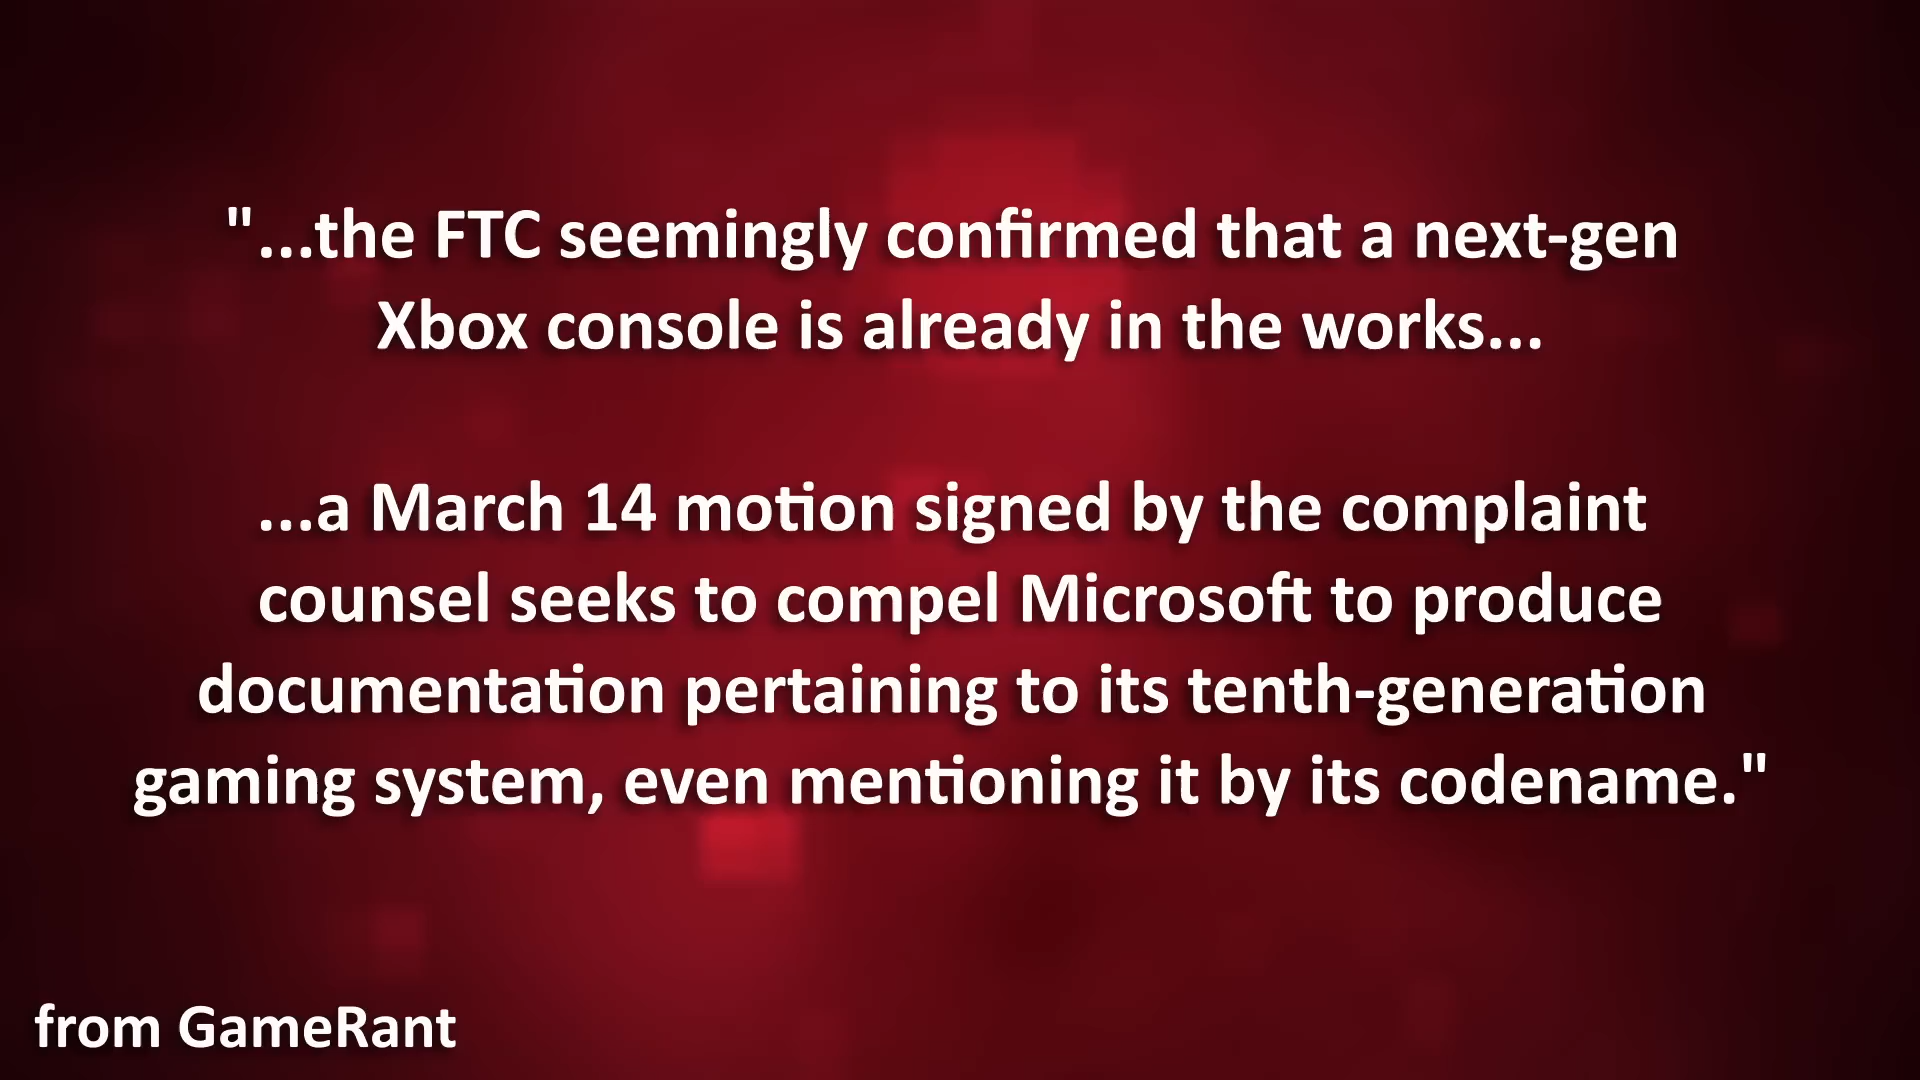 "...the FTC seemingly confirmed that a next-gen
Xbox console is already in the works...
...a March 14 motion signed by the complaint
counsel seeks to compel Microsoft to produce
documentation pertaining to its tenth-generation
gaming system, even mentioning it by its codename."
from GameRant